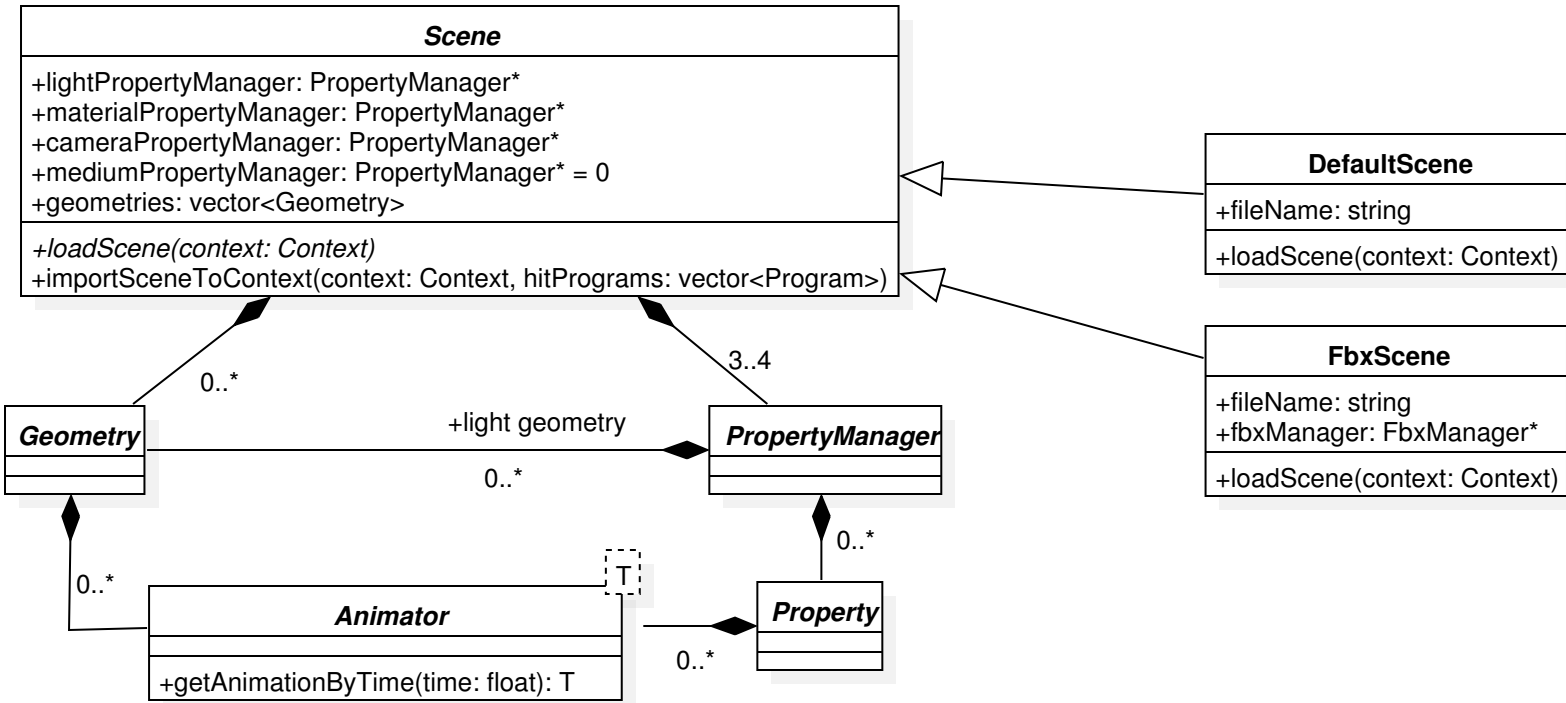 Scene
+lightPropertyManager: PropertyManager*
+materialPropertyManager: PropertyManager*
+cameraPropertyManager: PropertyManager*
+mediumPropertyManager: PropertyManager* = 0
+geometries: vector<Geometry>
+loadScene(context: Context)
+importSceneToContext(context: Context, hitPrograms: vector<Program>)
DefaultScene
+fileName: string
+loadScene(context: Context)
FbxScene
+fileName: string
+fbxManager: FbxManager*
+loadScene(context: Context)
0..*
3..4
Geometry
+light geometry
0..*
PropertyManager
0..*
0..*
T
Animator
+getAnimationByTime(time: float): T
0..*
Property